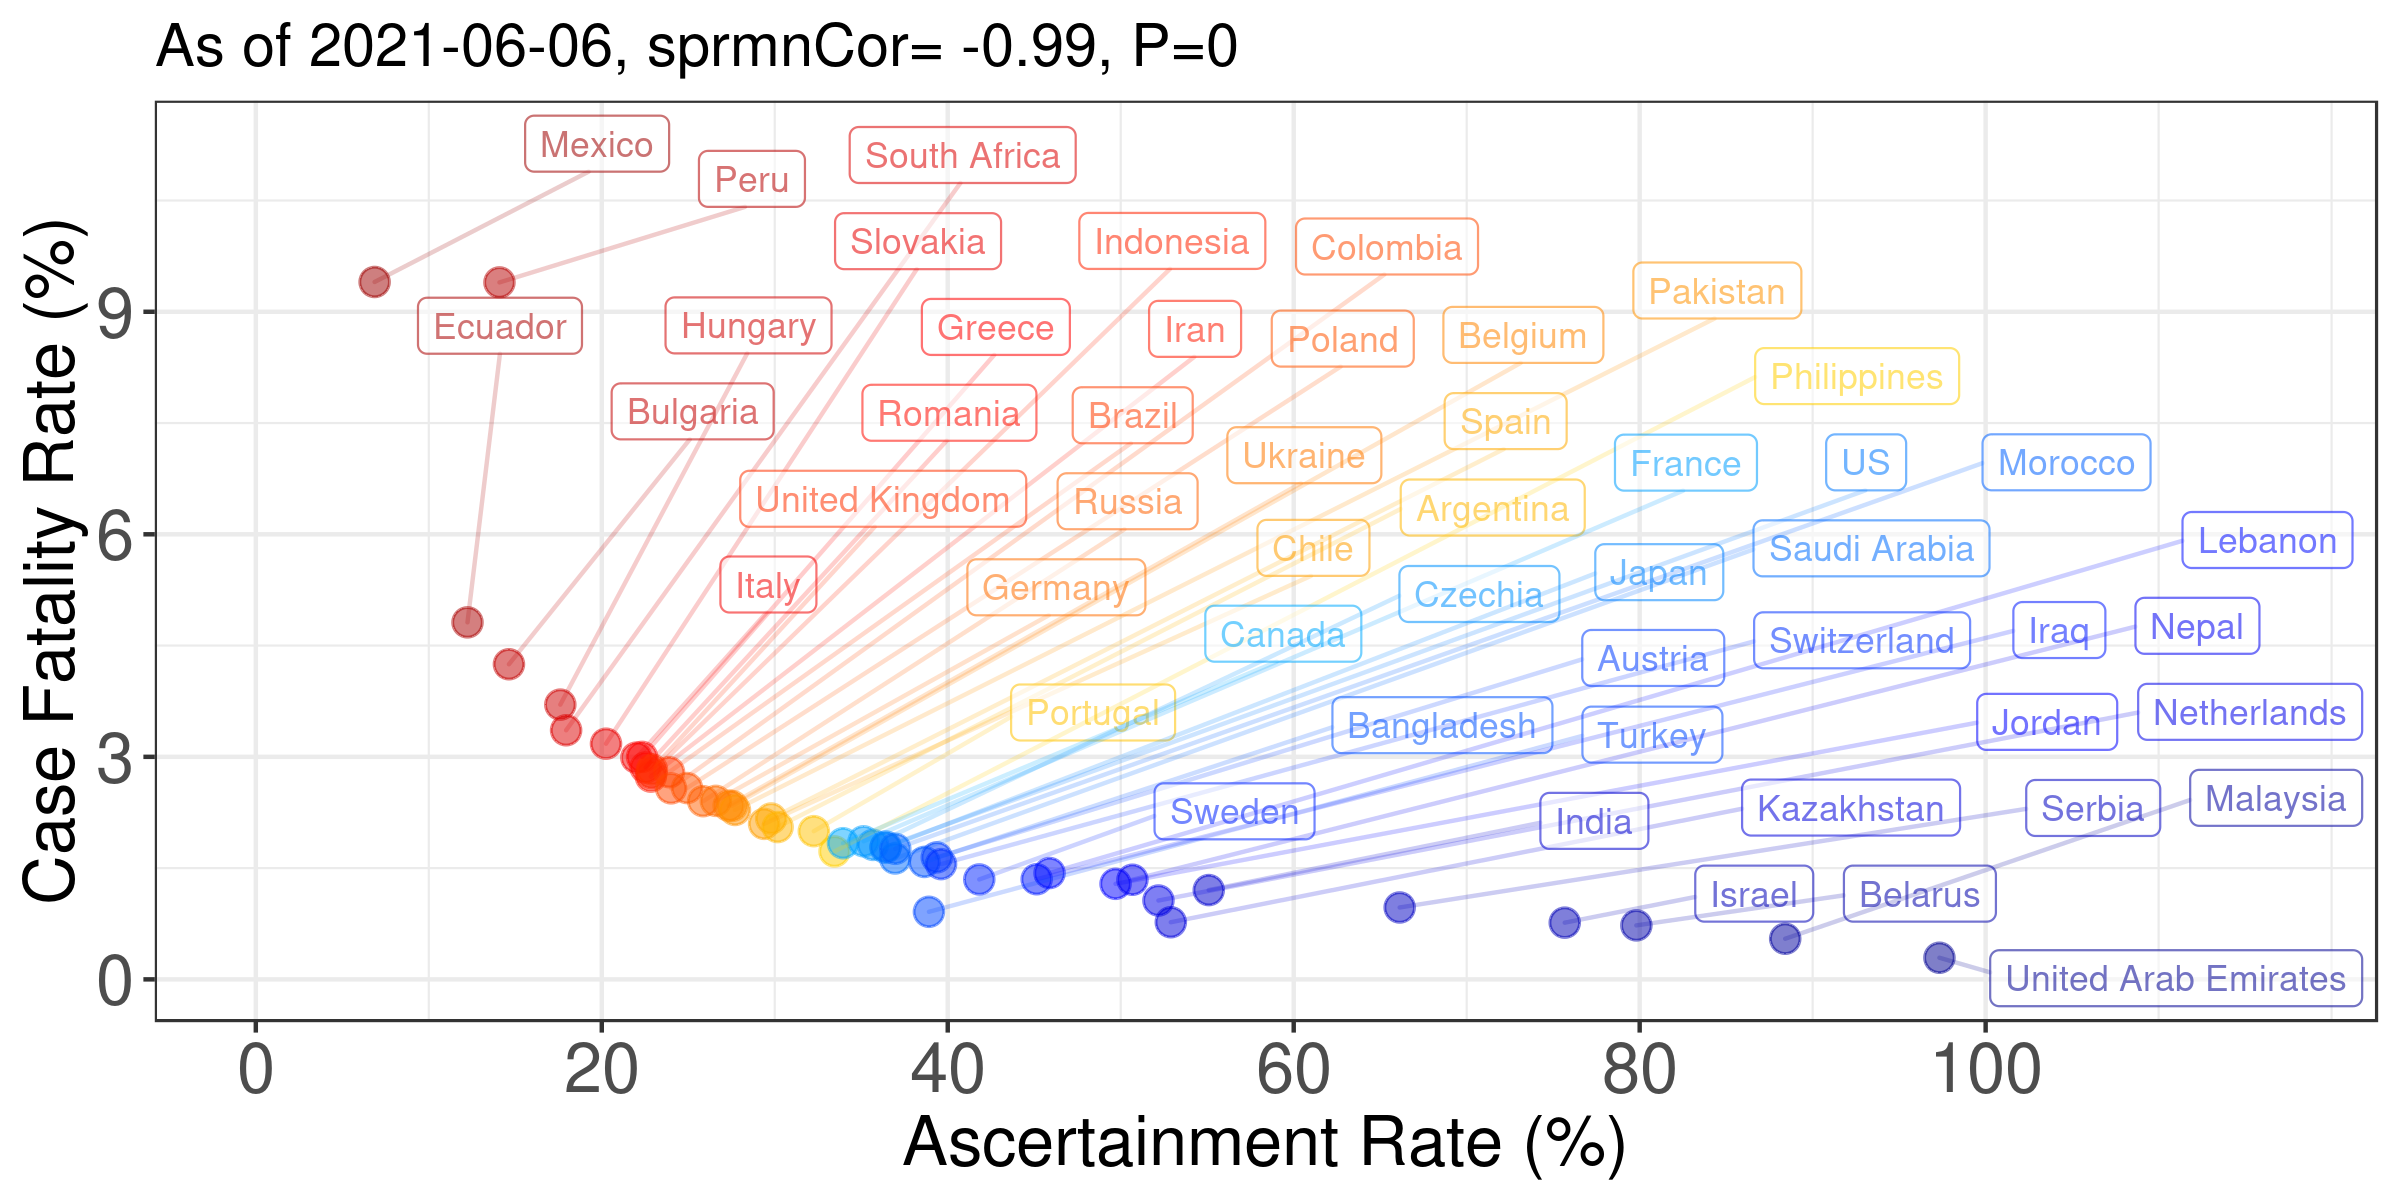 As of 2021-06-06, sprmnCor= -0.99, P=0
Mexico
Peru
South Africa
Slovakia
Indonesia
Colombia
Pakistan
Ecuador
Hungary
Greece
Iran
Poland
Belgium
Philippines
Bulgaria
Romania
Brazil
Spain
Ukraine
France
US
Morocco
United Kingdom
Russia
Argentina
Lebanon
Chile
Saudi Arabia
Italy
Germany
Japan
Czechia
Canada
Austria
Switzerland
Iraq
Nepal
Portugal
Bangladesh
Turkey
Jordan
Netherlands
Sweden
India
Kazakhstan
Serbia
Malaysia
Israel
Belarus
United Arab Emirates
Case Fatality Rate (%)
9
6
3
0
0 20 40 60 80 100
Ascertainment Rate (%)